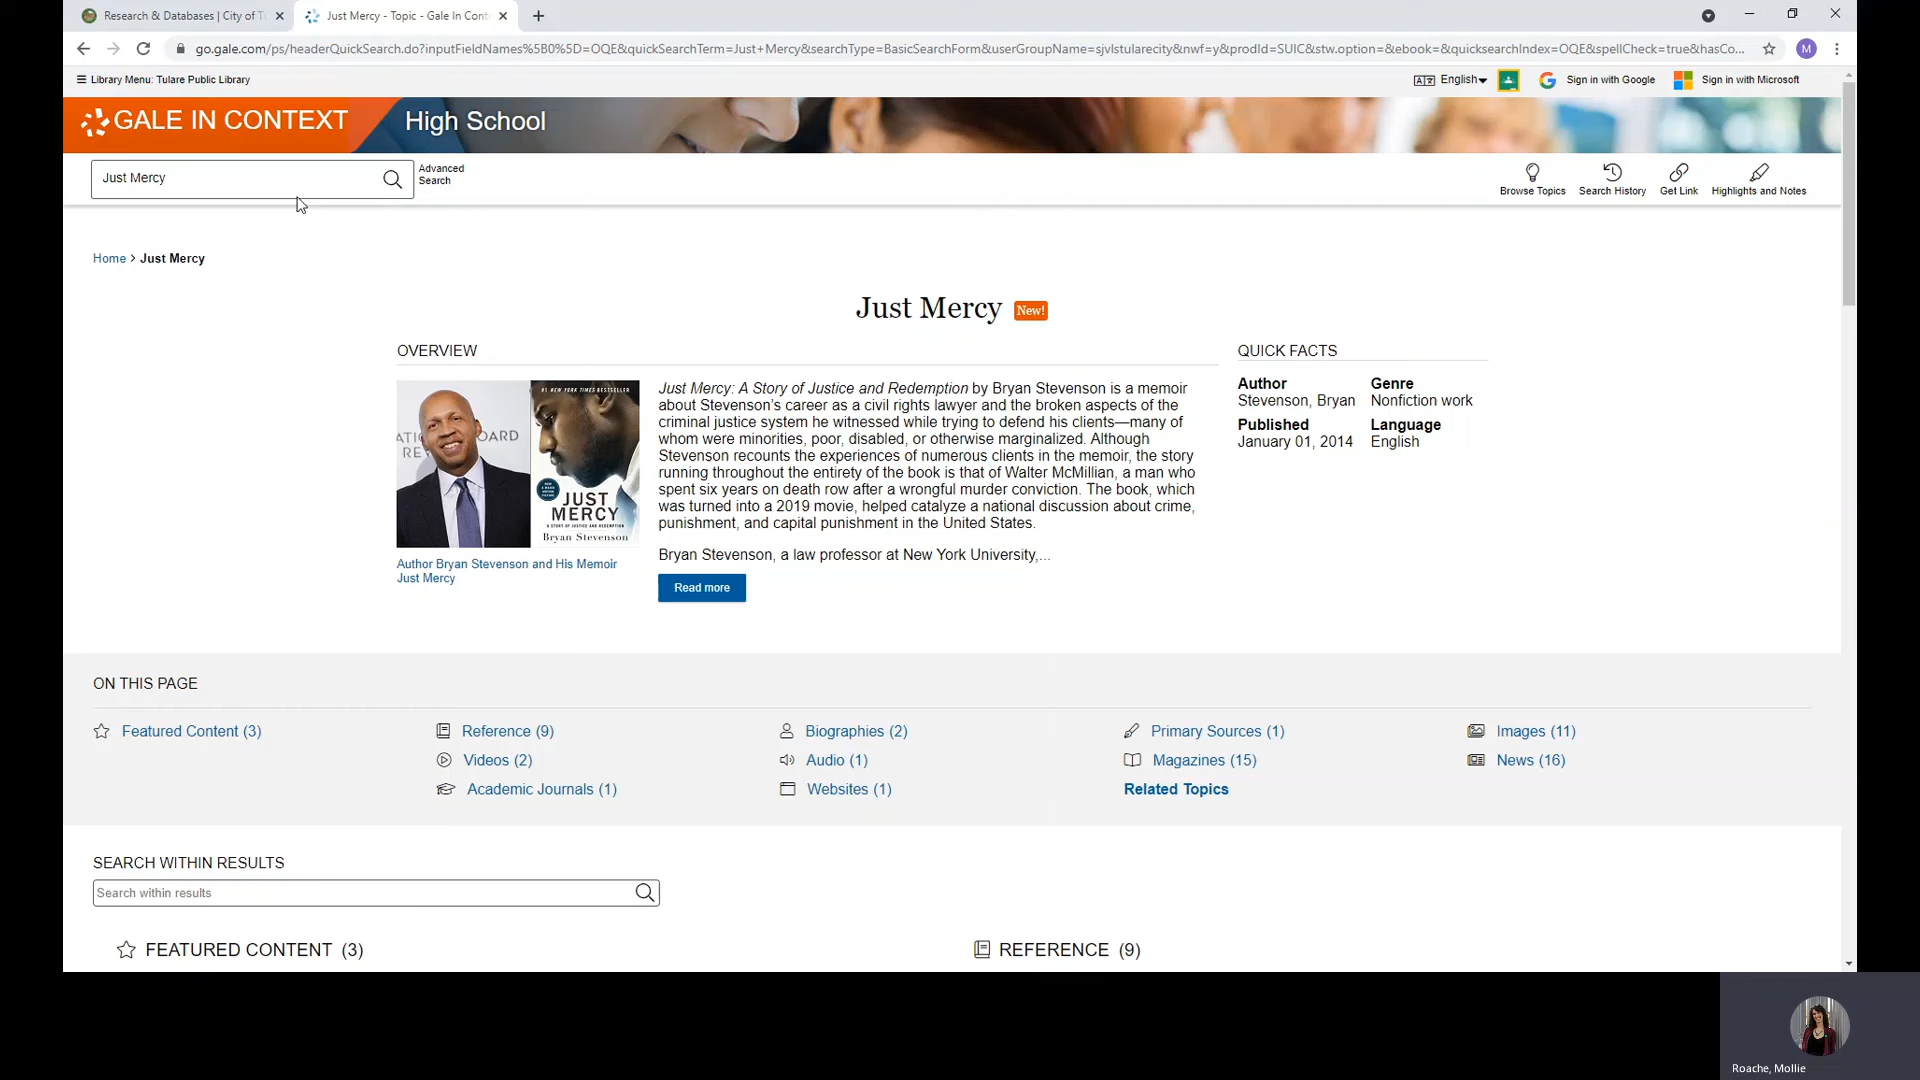 Research & Databases | City of T
Just Mercy - Topic - Gale In Cont
go.gale.com/ps/headerQuickSearch.do?inputFieldNames%5B0%5D=OQE&quickSearchTerm=Just+Mercy&searchType=BasicSearchForm&userGroupName=sjvlstularecity&nwf=y&prodId=SUIC&stw.option=&ebook=&quicksearchIndex=OQE&spellCheck=true&hasCo...
M
Library Menu: Tulare Public Library
English
Sign in with Google
Sign in with Microsoft
GALE IN CONTEXT
High School
Just Mercy
Advanced
Search
Browse Topics
Search History
Get Link
Highlights and Notes
Home > Just Mercy
Just Mercy New!
OVERVIEW
#1 NEW YORK TIMES BESTSELLER
JUST
MERCY
A STORY OF JUSTICE AND REDEMPTION
Bryan Stevenson
Author Bryan Stevenson and His Memoir
Just Mercy
Just Mercy: A Story of Justice and Redemption by Bryan Stevenson is a memoir
about Stevenson's career as a civil rights lawyer and the broken aspects of the
criminal justice system he witnessed while trying to defend his clients—many of
whom were minorities, poor, disabled, or otherwise marginalized. Although
Stevenson recounts the experiences of numerous clients in the memoir, the story
running throughout the entirety of the book is that of Walter McMillian, a man who
spent six years on death row after a wrongful murder conviction. The book, which
was turned into a 2019 movie, helped catalyze a national discussion about crime,
punishment, and capital punishment in the United States.
Bryan Stevenson, a law professor at New York University,...
Read more
QUICK FACTS
Author
Stevenson, Bryan
Genre
Nonfiction work
Published
January 01, 2014
Language
English
ON THIS PAGE
Featured Content (3)
Reference (9)
Biographies (2)
Primary Sources (1)
Images (11)
Videos (2)
Audio (1)
Magazines (15)
News (16)
Academic Journals (1)
Websites (1)
Related Topics
SEARCH WITHIN RESULTS
Search within results
FEATURED CONTENT (3)
REFERENCE (9)
Roache, Mollie